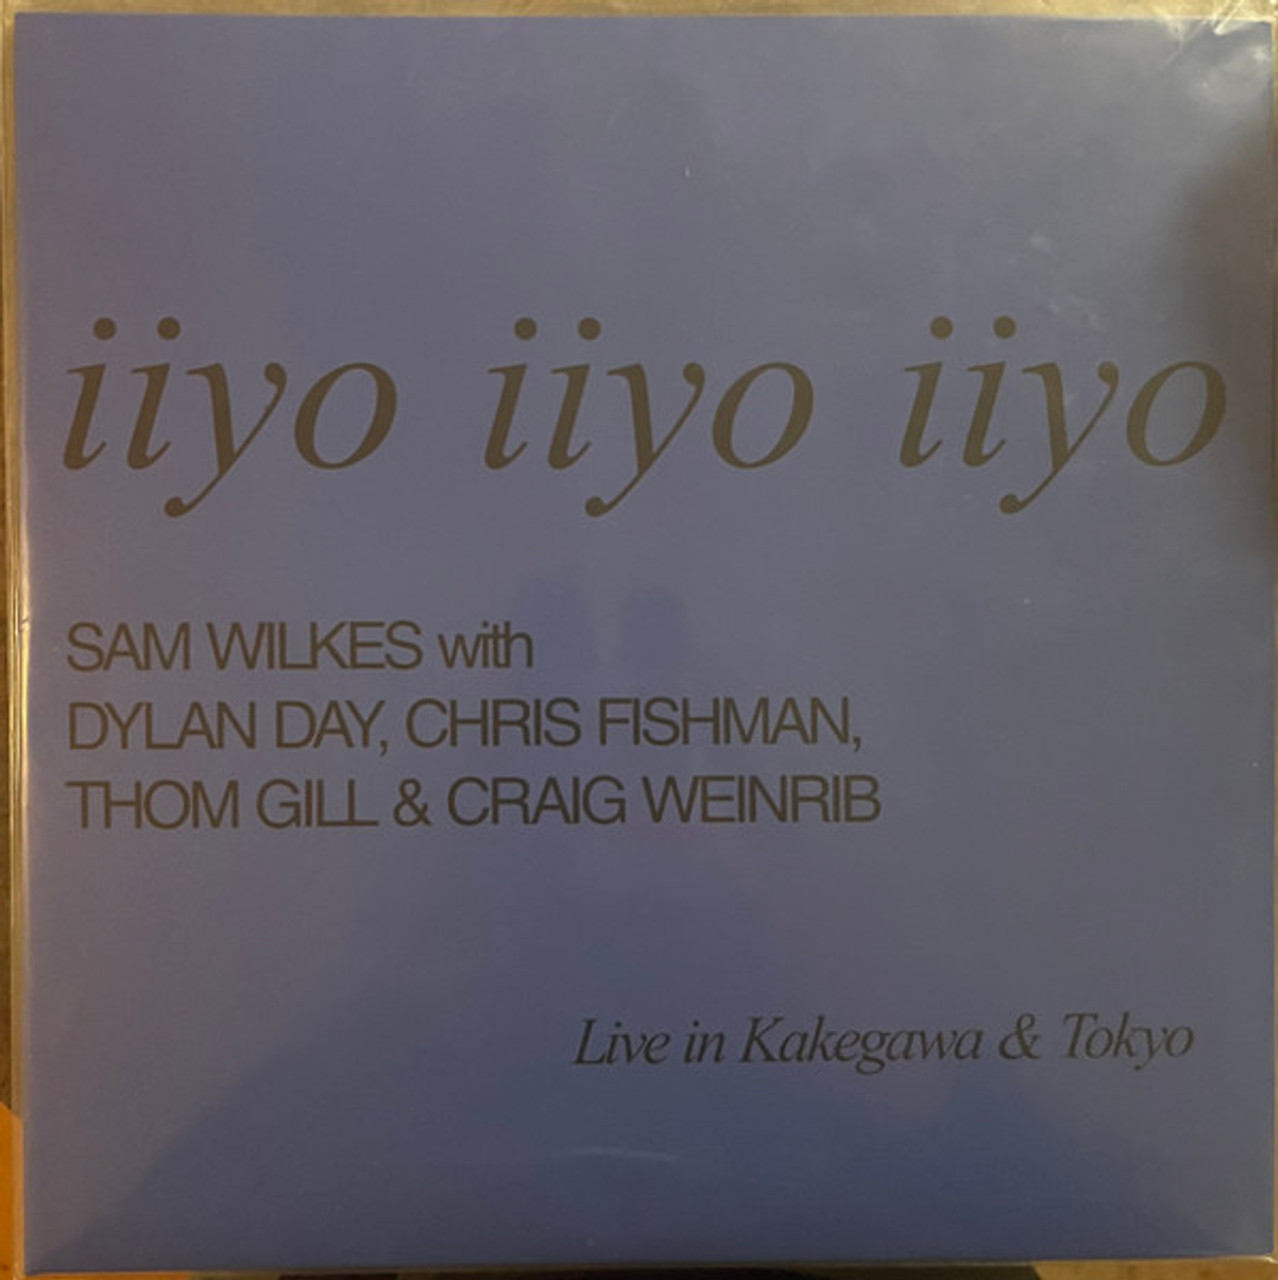 iiyo iiyo iiyo
SAM WILKES with
DYLAN DAY, CHRIS FISHMAN,
THOM GILL & CRAIG WEINRIB
Live in Kakegawa & Tokyo